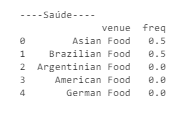 ----Saúde----
venue freq
0 Asian Food 0.5
1 Brazilian Food 0.5
2 Argentinian Food 0.0
3 American Food 0.0
4 German Food 0.0